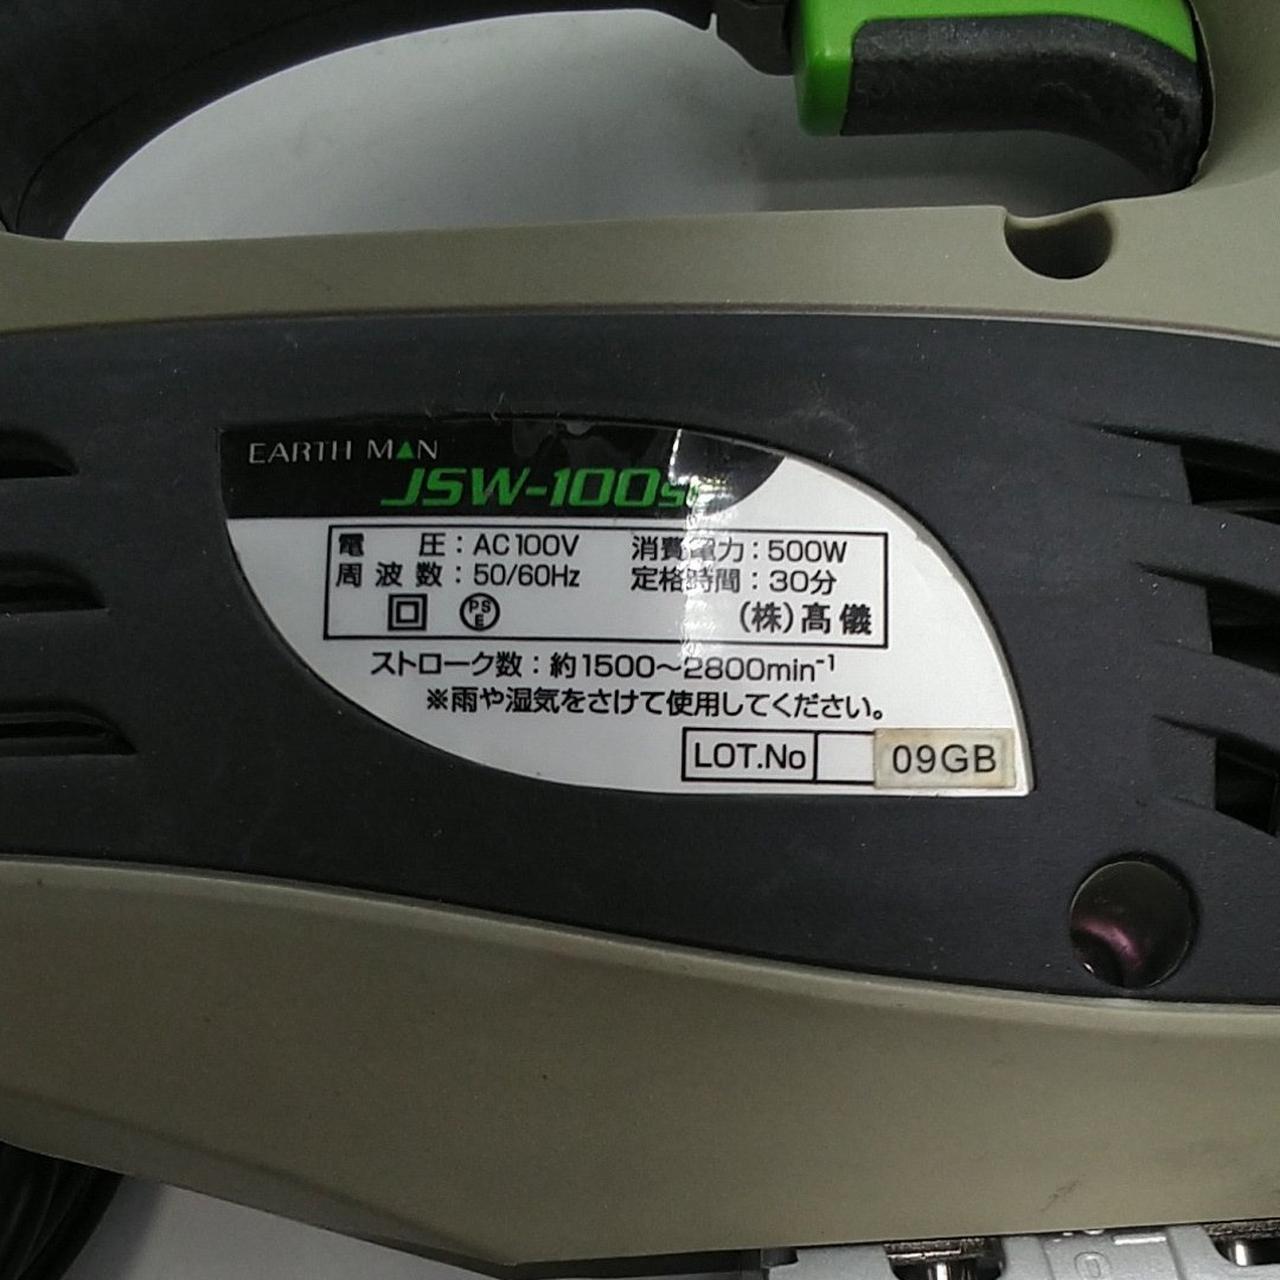 EARTH MAN
JSW-100
電 圧：AC100V 消費電力：500W
周波数：50/60Hz 定格時間：30分
PSE (株)髙儀
ストローク数：約1500～2800min⁻¹
※雨や湿気をさけて使用してください。
LOT.No 09GB